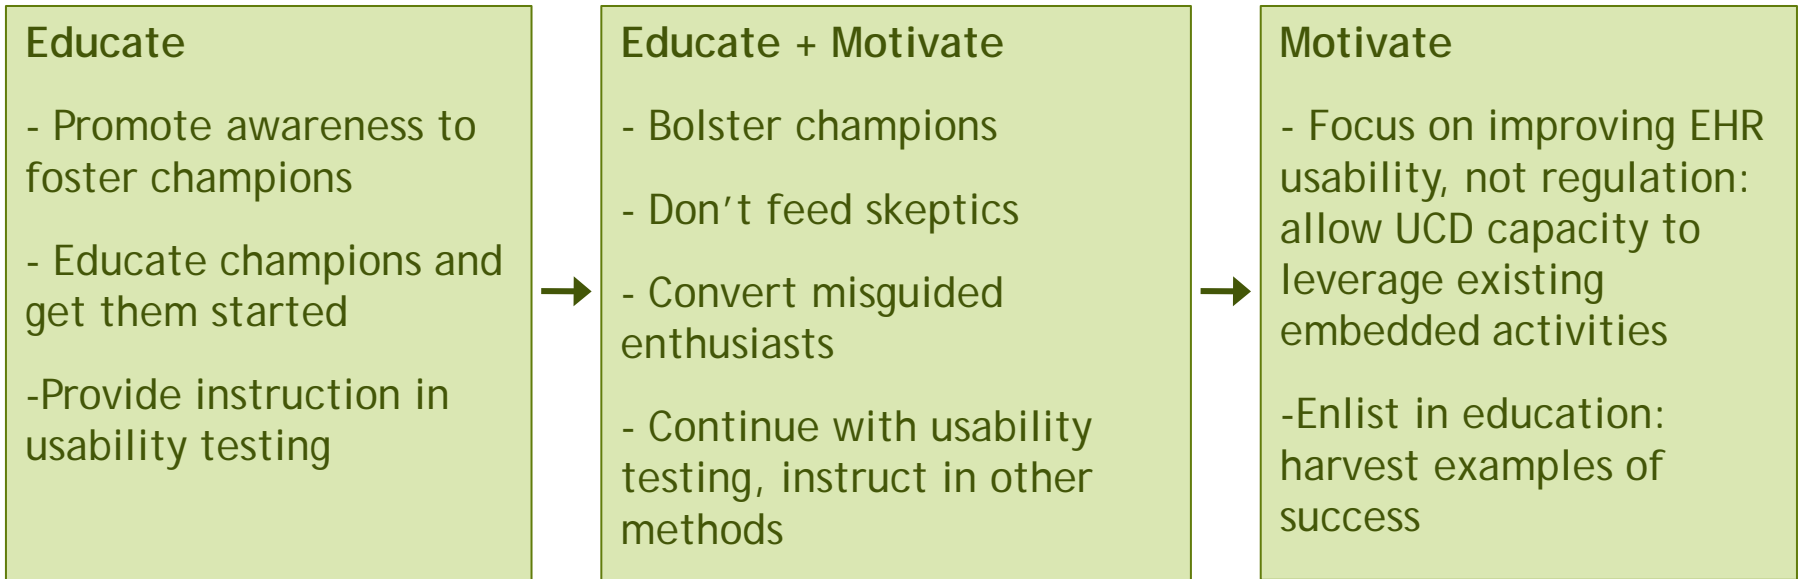 Educate
- Promote awareness to
foster champions
- Educate champions and
get them started
-Provide instruction in
usability testing
Educate + Motivate
- Bolster champions
- Don’t feed skeptics
- Convert misguided
enthusiasts
- Continue with usability
testing, instruct in other
methods
Motivate
- Focus on improving EHR
usability, not regulation:
allow UCD capacity to
leverage existing
embedded activities
-Enlist in education:
harvest examples of
success